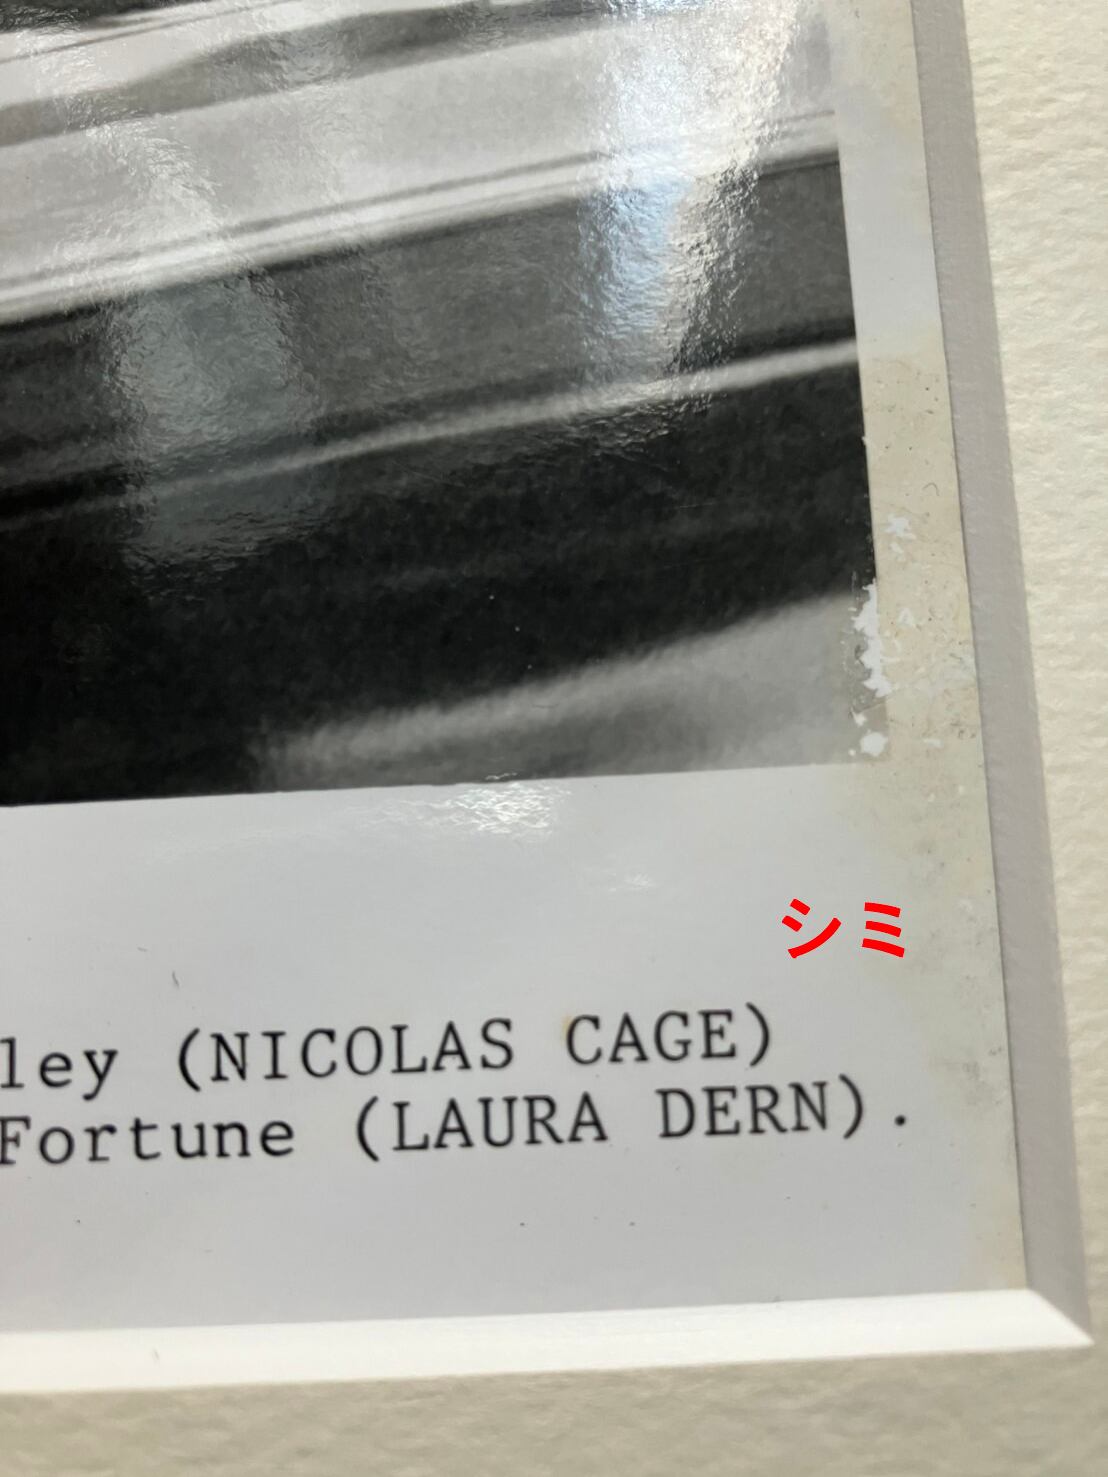 シミ
ley (NICOLAS CAGE)
Fortune (LAURA DERN).